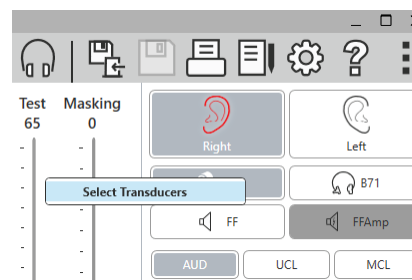 Test Masking
65 0
Right Left
Select Transducers
B71
FF FFAmp
AUD UCL MCL